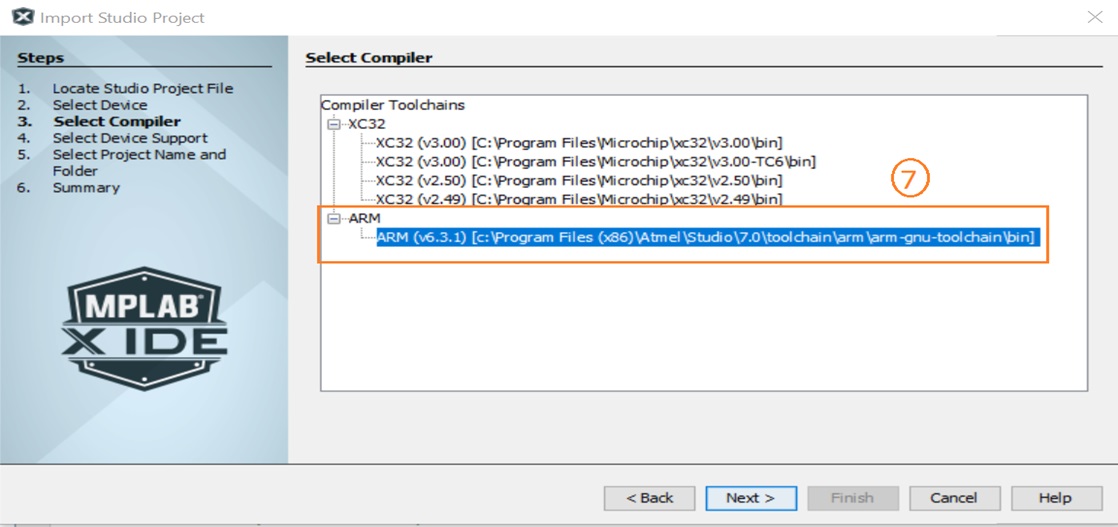 Import Studio Project
Steps
1. Locate Studio Project File
2. Select Device
3. Select Compiler
4. Select Device Support
5. Select Project Name and
Folder
6. Summary
MPLAB®
X IDE
Select Compiler
Compiler Toolchains
XC32
XC32 (v3.00) [C:\Program Files\Microchip\xc32\v3.00\bin]
XC32 (v3.00) [C:\Program Files\Microchip\xc32\v3.00-TC6\bin]
XC32 (v2.50) [C:\Program Files\Microchip\xc32\v2.50\bin]
XC32 (v2.49) [C:\Program Files\Microchip\xc32\v2.49\bin]
7
ARM
ARM (v6.3.1) [c:\Program Files (x86)\Atmel\Studio\7.0\toolchain\arm\arm-gnu-toolchain\bin]
< Back
Next >
Finish
Cancel
Help